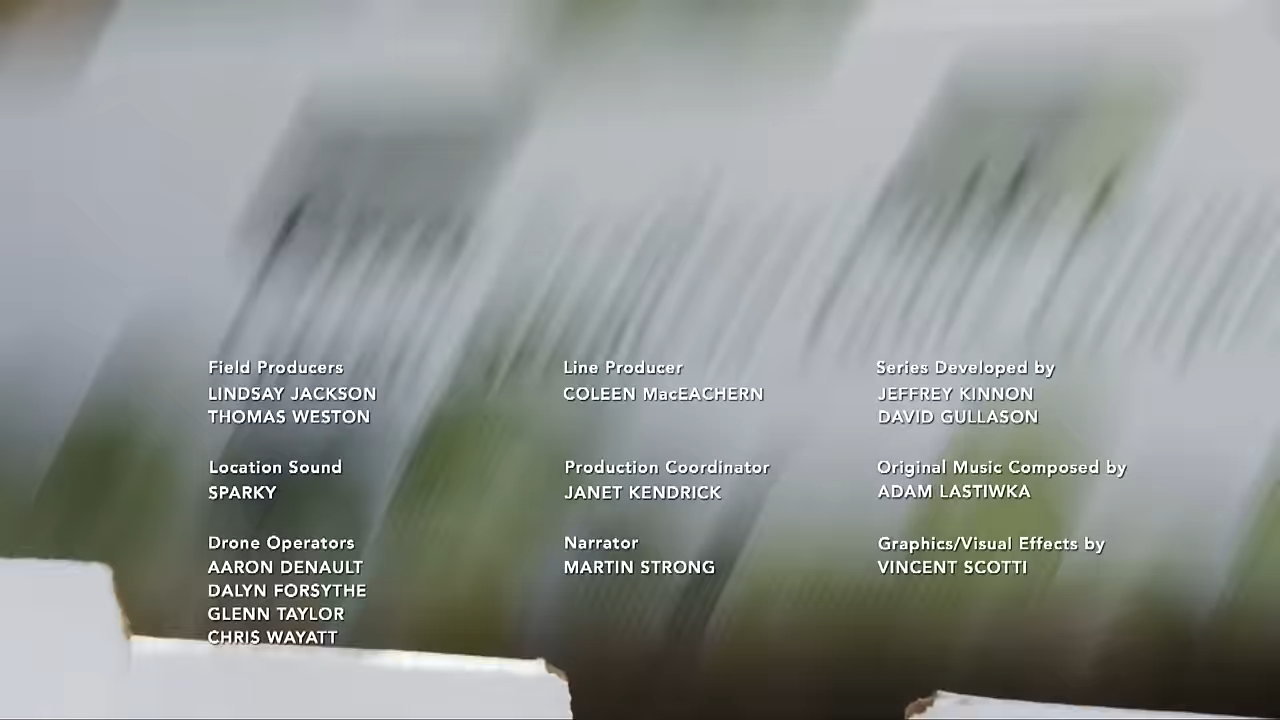 Field Producers
LINDSAY JACKSON
THOMAS WESTON
Location Sound
SPARKY
Drone Operators
AARON DENAULT
DALYN FORSYTHE
GLENN TAYLOR
CHRIS WAYATT
Line Producer
COLEEN MacEACHERN
Production Coordinator
JANET KENDRICK
Narrator
MARTIN STRONG
Series Developed by
JEFFREY KINNON
DAVID GULLASON
Original Music Composed by
ADAM LASTIWKA
Graphics/Visual Effects by
VINCENT SCOTTI